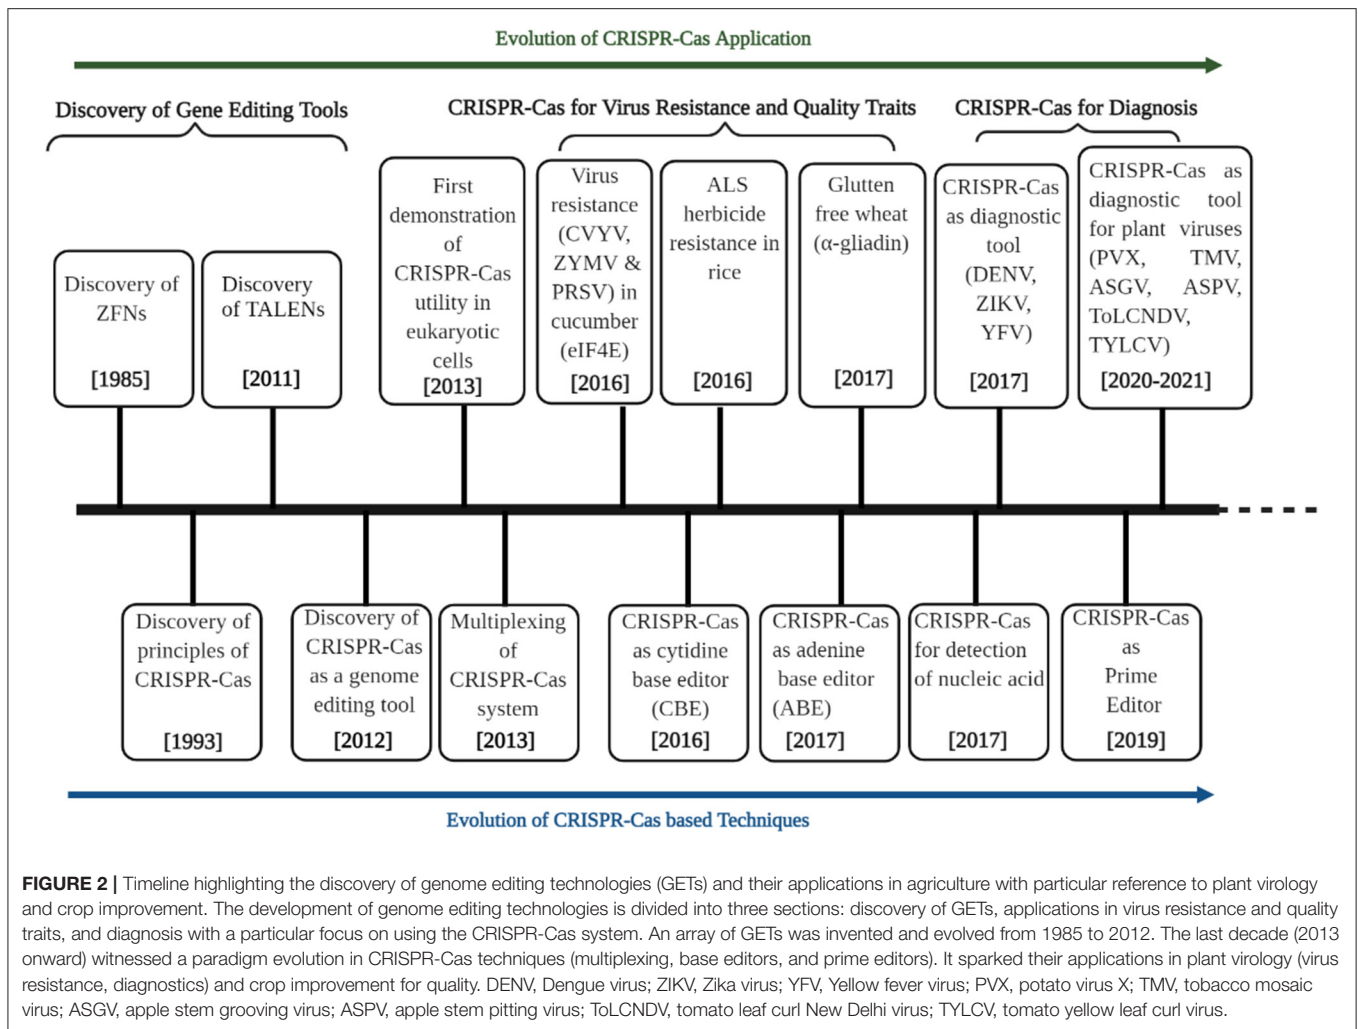 Evolution of CRISPR-Cas Application
Discovery of Gene Editing Tools
CRISPR-Cas for Virus Resistance and Quality Traits
CRISPR-Cas for Diagnosis
Discovery of
ZFNs
[1985]
Discovery
of TALENs
[2011]
First
demonstration
of
CRISPR-Cas
utility in
eukaryotic
cells
[2013]
Virus
resistance
(CVYV,
ZYMV &
PRSV) in
cucumber
(eIF4E)
[2016]
ALS
herbicide
resistance in
rice
[2016]
Glutten
free wheat
(α-gliadin)
[2017]
CRISPR-Cas
as diagnostic
tool
(DENV,
ZIKV,
YFV)
[2017]
CRISPR-Cas as
diagnostic tool
for plant viruses
(PVX, TMV,
ASGV, ASPV,
ToLCNDV,
TYLCV)
[2020-2021]
Discovery of
principles of
CRISPR-Cas
[1993]
Discovery of
CRISPR-Cas
as a genome
editing tool
[2012]
Multiplexing
of
CRISPR-Cas
system
[2013]
CRISPR-Cas
as cytidine
base editor
(CBE)
[2016]
CRISPR-Cas
as adenine
base editor
(ABE)
[2017]
CRISPR-Cas
for detection
of nucleic acid
[2017]
CRISPR-Cas
as
Prime
Editor
[2019]
Evolution of CRISPR-Cas based Techniques
FIGURE 2 | Timeline highlighting the discovery of genome editing technologies (GETs) and their applications in agriculture with particular reference to plant virology
and crop improvement. The development of genome editing technologies is divided into three sections: discovery of GETs, applications in virus resistance and quality
traits, and diagnosis with a particular focus on using the CRISPR-Cas system. An array of GETs was invented and evolved from 1985 to 2012. The last decade (2013
onward) witnessed a paradigm evolution in CRISPR-Cas techniques (multiplexing, base editors, and prime editors). It sparked their applications in plant virology (virus
resistance, diagnostics) and crop improvement for quality. DENV, Dengue virus; ZIKV, Zika virus; YFV, Yellow fever virus; PVX, potato virus X; TMV, tobacco mosaic
virus; ASGV, apple stem grooving virus; ASPV, apple stem pitting virus; ToLCNDV, tomato leaf curl New Delhi virus; TYLCV, tomato yellow leaf curl virus.